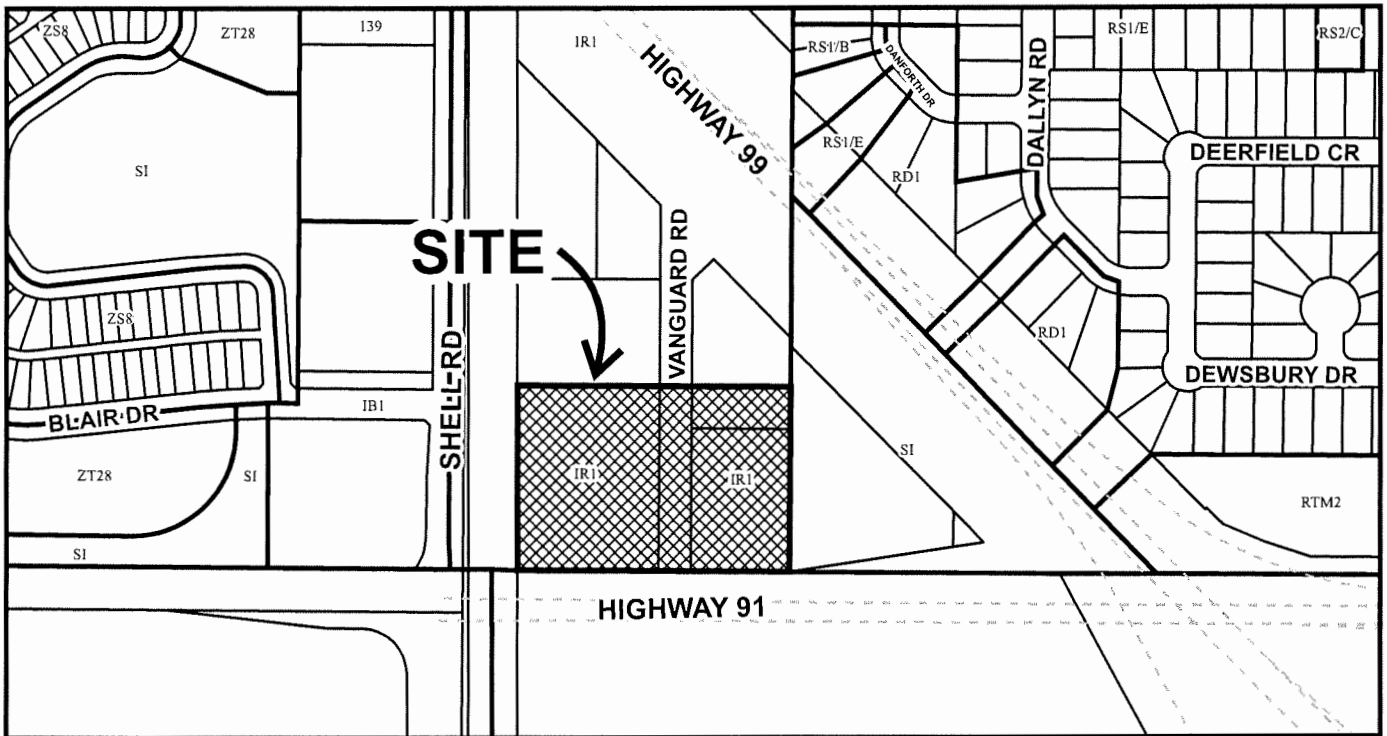 ZS8
ZT28
I39
IR1
HIGHWAY 99
RS1/B
DANFORTH DR
DALLYN RD
RS1/E
RS2/C
SI
RS1/E
RD1
DEERFIELD CR
SITE
VANGUARD RD
ZS8
SHELL RD
RD1
DEWSBURY DR
BLAIR DR
IB1
ZT28
SI
IR1
IR1
SI
RTM2
SI
HIGHWAY 91